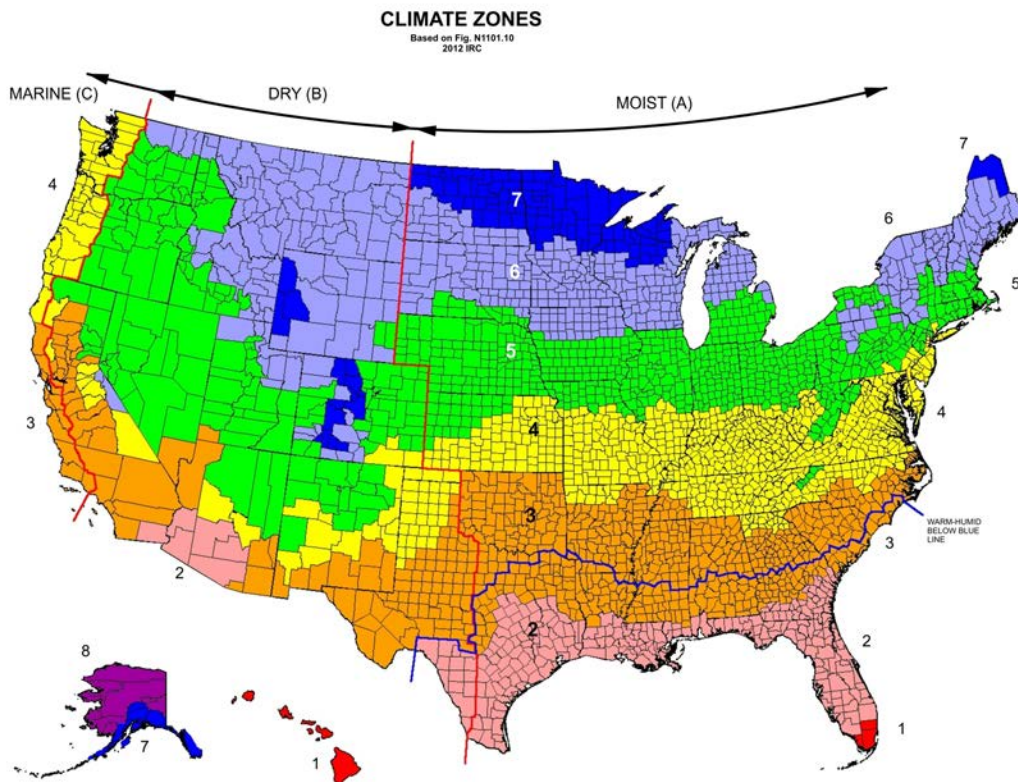 CLIMATE ZONES
Based on Fig. N1101.10
2012 IRC
MARINE (C)
DRY (B)
MOIST (A)
7
4
7
6
6
5
5
4
4
3
3
WARM-HUMID
BELOW BLUE
LINE
3
2
2
2
8
7
1
1